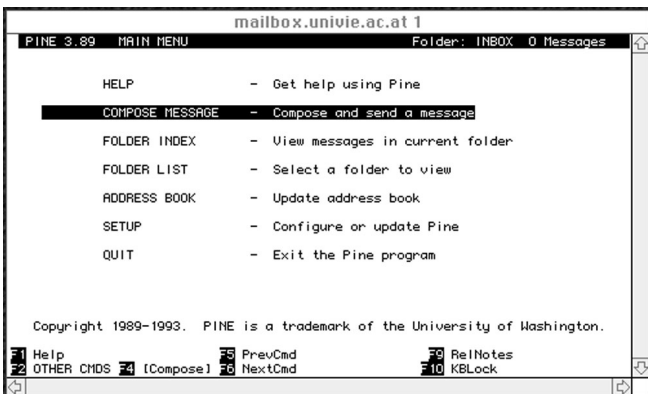 mailbox.univie.ac.at 1
PINE 3.89 MAIN MENU Folder: INBOX 0 Messages
HELP - Get help using Pine
COMPOSE MESSAGE - Compose and send a message
FOLDER INDEX - View messages in current folder
FOLDER LIST - Select a folder to view
ADDRESS BOOK - Update address book
SETUP - Configure or update Pine
QUIT - Exit the Pine program
Copyright 1989-1993. PINE is a trademark of the University of Washington.
F1 Help F5 PrevCmd F9 RelNotes
F2 OTHER CMDS F4 [Compose] F6 NextCmd F10 KBLock